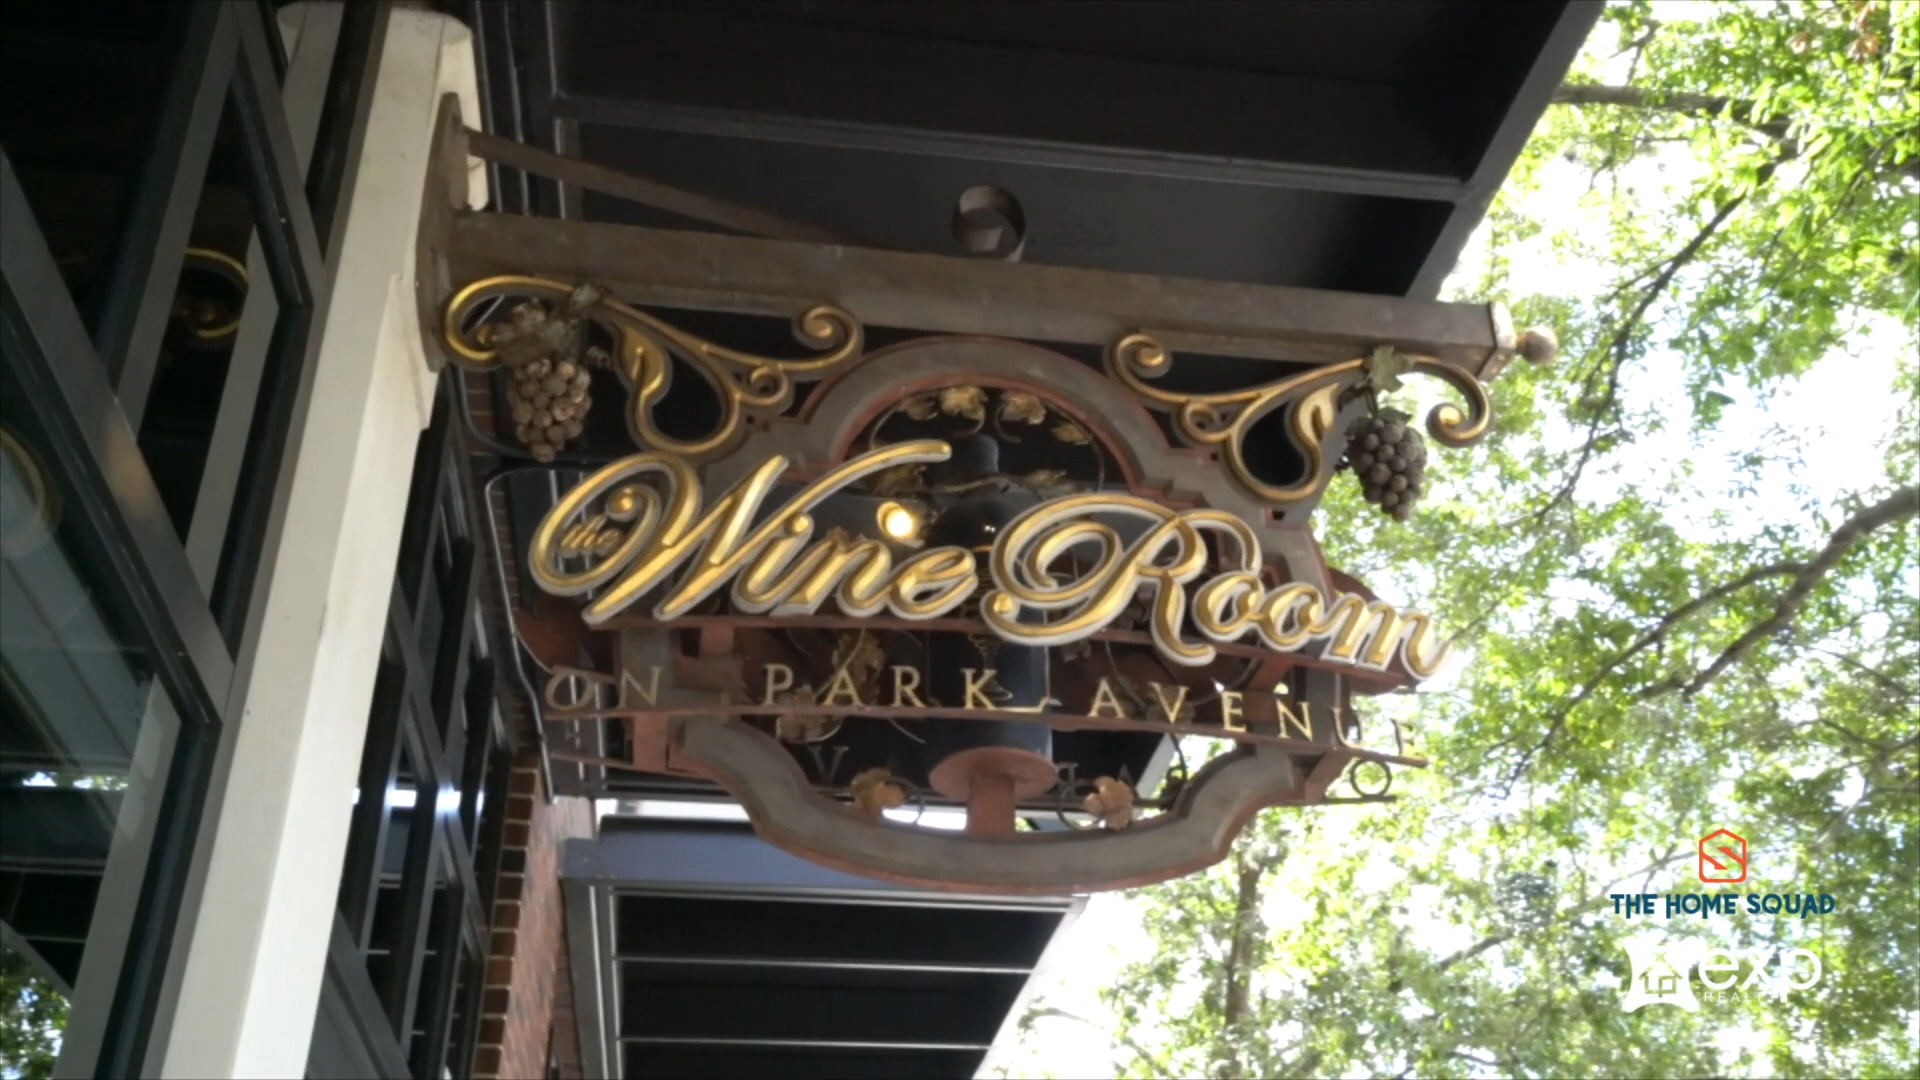 the Wine Room
ON PARK AVENUE
THE HOME SQUAD
exp
REALTY